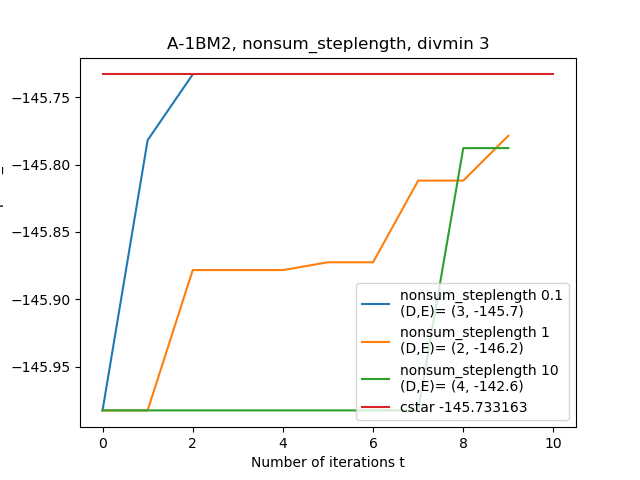 A-1BM2, nonsum_steplength, divmin 3
−145.75
−145.80
−145.85
−145.90
−145.95
nonsum_steplength 0.1
(D,E)= (3, -145.7)
nonsum_steplength 1
(D,E)= (2, -146.2)
nonsum_steplength 10
(D,E)= (4, -142.6)
cstar -145.733163
0 2 4 6 8 10
Number of iterations t